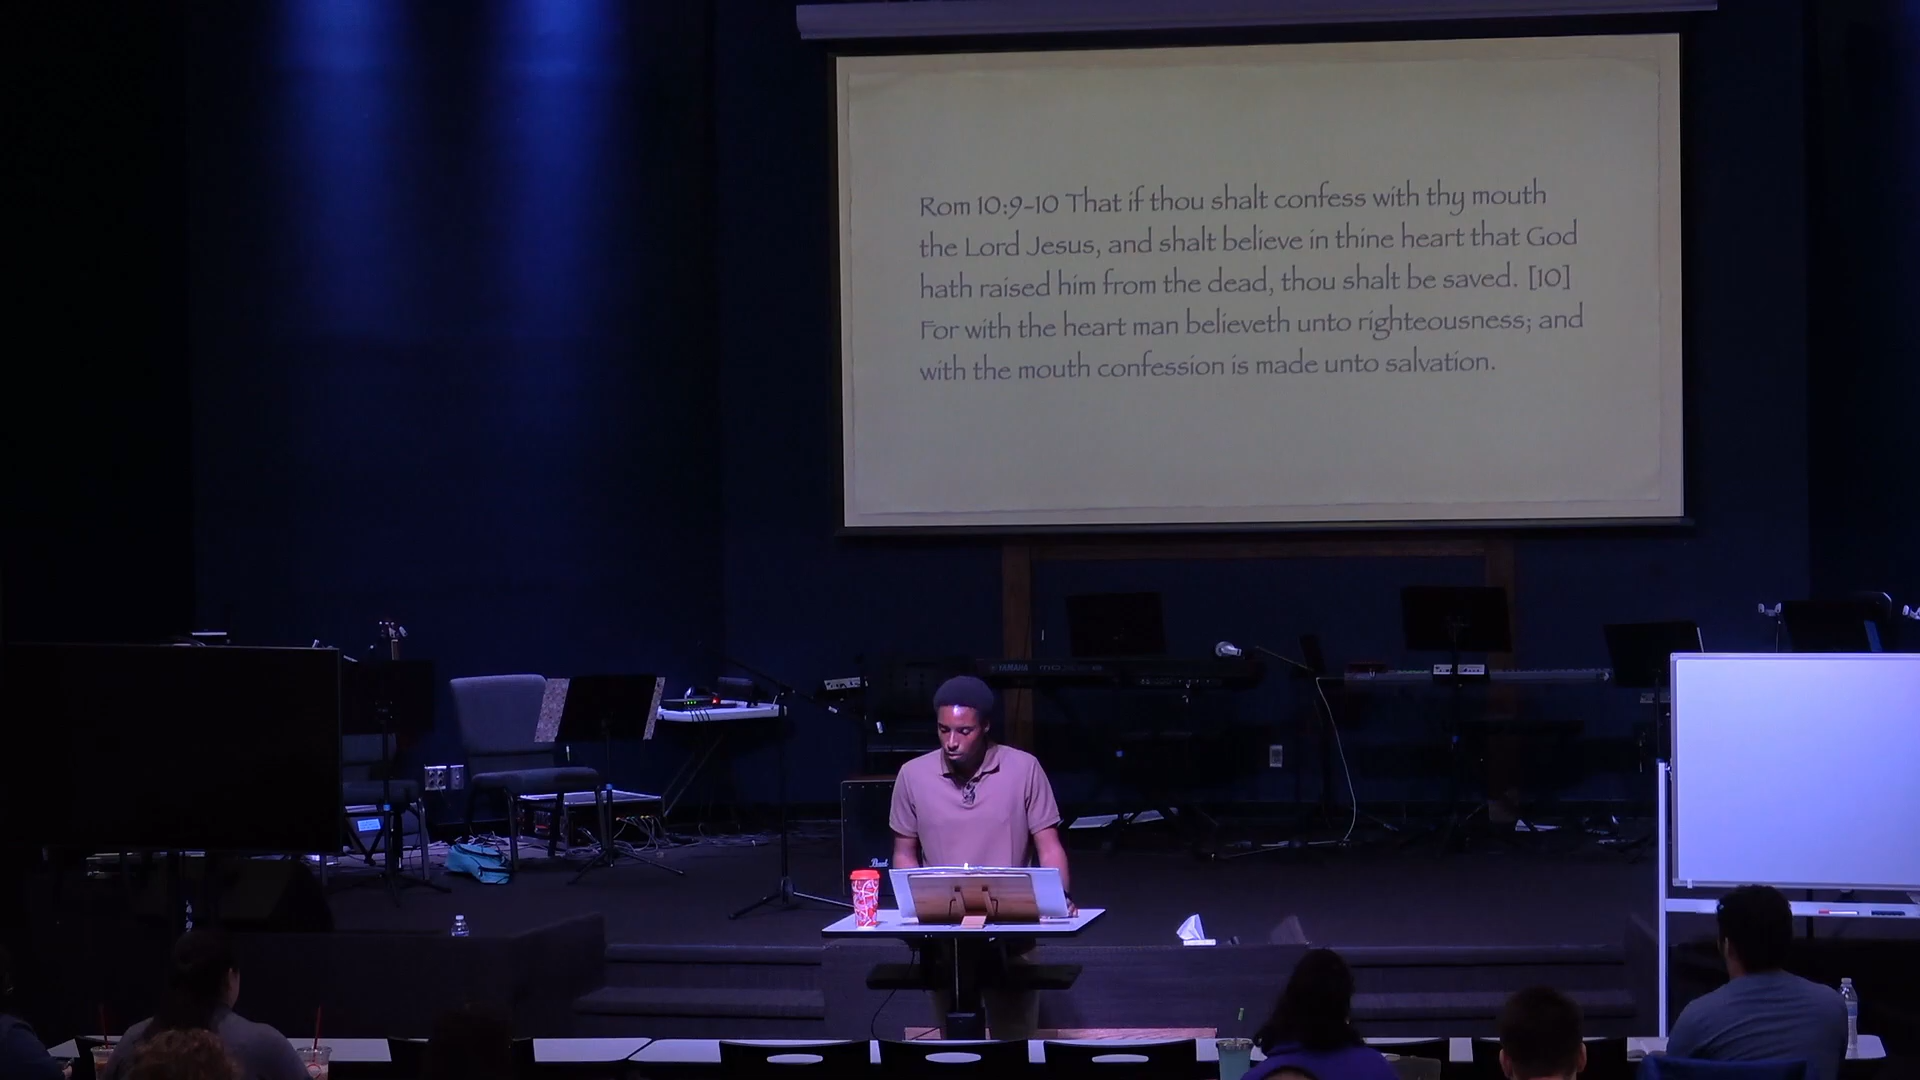 Rom 10:9-10 That if thou shalt confess with thy mouth
the Lord Jesus, and shalt believe in thine heart that God
hath raised him from the dead, thou shalt be saved. [10]
For with the heart man believeth unto righteousness; and
with the mouth confession is made unto salvation.
YAMAHA
Pearl